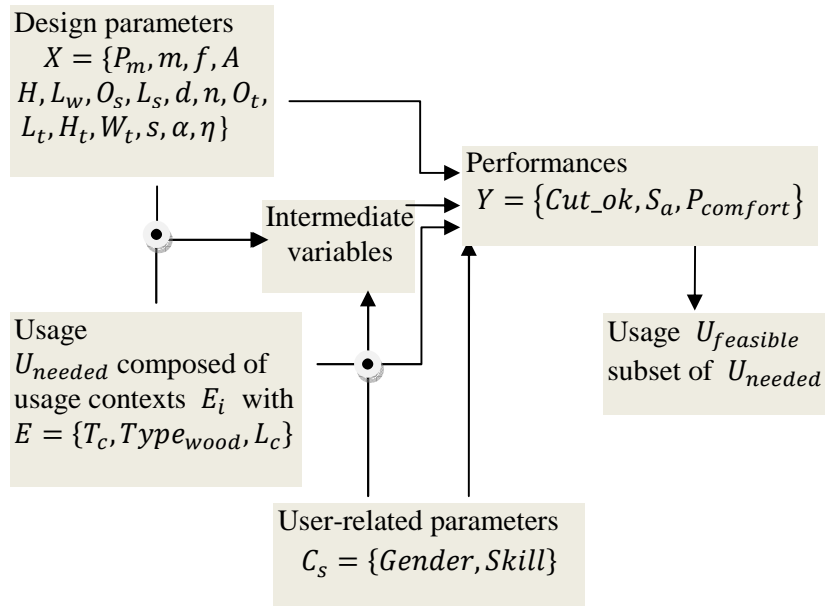 Design parameters
X = {P_m, m, f, A
H, L_w, O_s, L_s, d, n, O_t,
L_t, H_t, W_t, s, α, η}
Performances
Y = {Cut_ok, S_a, P_comfort}
Intermediate
variables
Usage
U_needed composed of
usage contexts E_i with
E = {T_c, Type_wood, L_c}
Usage U_feasible
subset of U_needed
User-related parameters
C_s = {Gender, Skill}